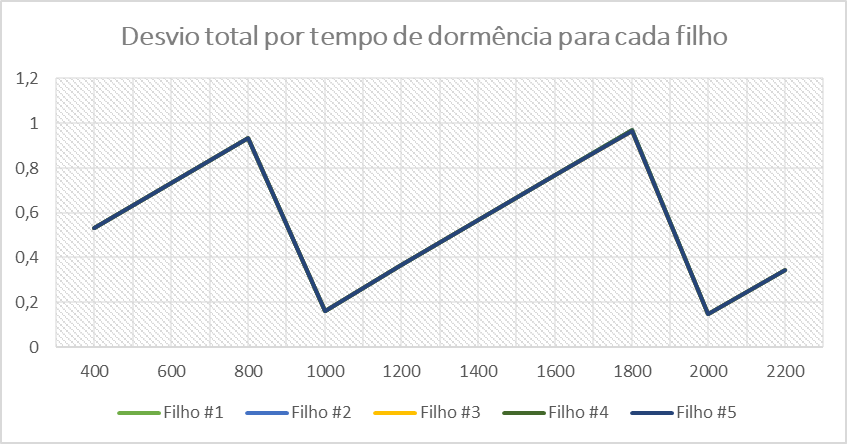 Desvio total por tempo de dormência para cada filho
1,2
1
0,8
0,6
0,4
0,2
0
400 600 800 1000 1200 1400 1600 1800 2000 2200
Filho #1 Filho #2 Filho #3 Filho #4 Filho #5